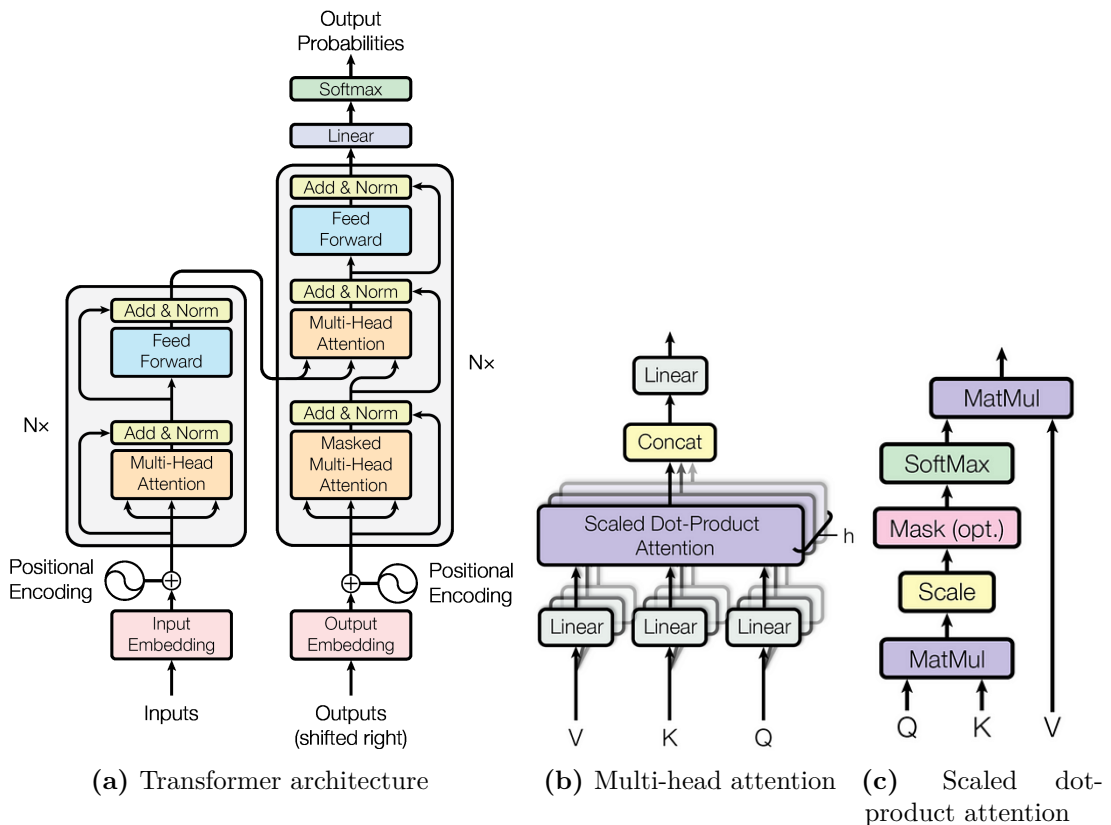 Output
Probabilities
Softmax
Linear
Add & Norm
Feed
Forward
Add & Norm
Multi-Head
Attention
Add & Norm
Masked
Multi-Head
Attention
N×
Positional
Encoding
Output
Embedding
Outputs
(shifted right)
Add & Norm
Feed
Forward
Add & Norm
Multi-Head
Attention
N×
Positional
Encoding
Input
Embedding
Inputs
(a) Transformer architecture
Linear
Concat
Scaled Dot-Product
Attention
h
Linear Linear Linear
V K Q
(b) Multi-head attention
MatMul
SoftMax
Mask (opt.)
Scale
MatMul
Q K V
(c) Scaled dot-
product attention